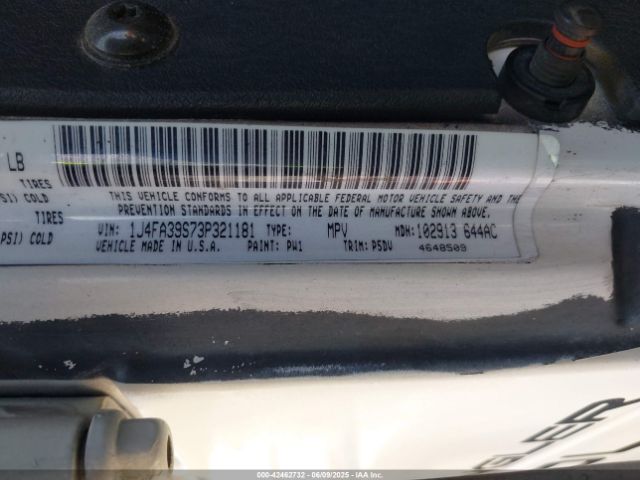 LB
TIRES
PSI) COLD
TIRES
PSI) COLD
THIS VEHICLE CONFORMS TO ALL APPLICABLE FEDERAL MOTOR VEHICLE SAFETY AND THE
PREVENTION STANDARDS IN EFFECT ON THE DATE OF MANUFACTURE SHOWN ABOVE.
VIN: 1J4FA39S73P321181 TYPE: MPV MDH:102913 644AC
VEHICLE MADE IN U.S.A. PAINT: PW1 TRIM: PSDV 4648509
000-42462732 - 06/09/2025 - IAA Inc.